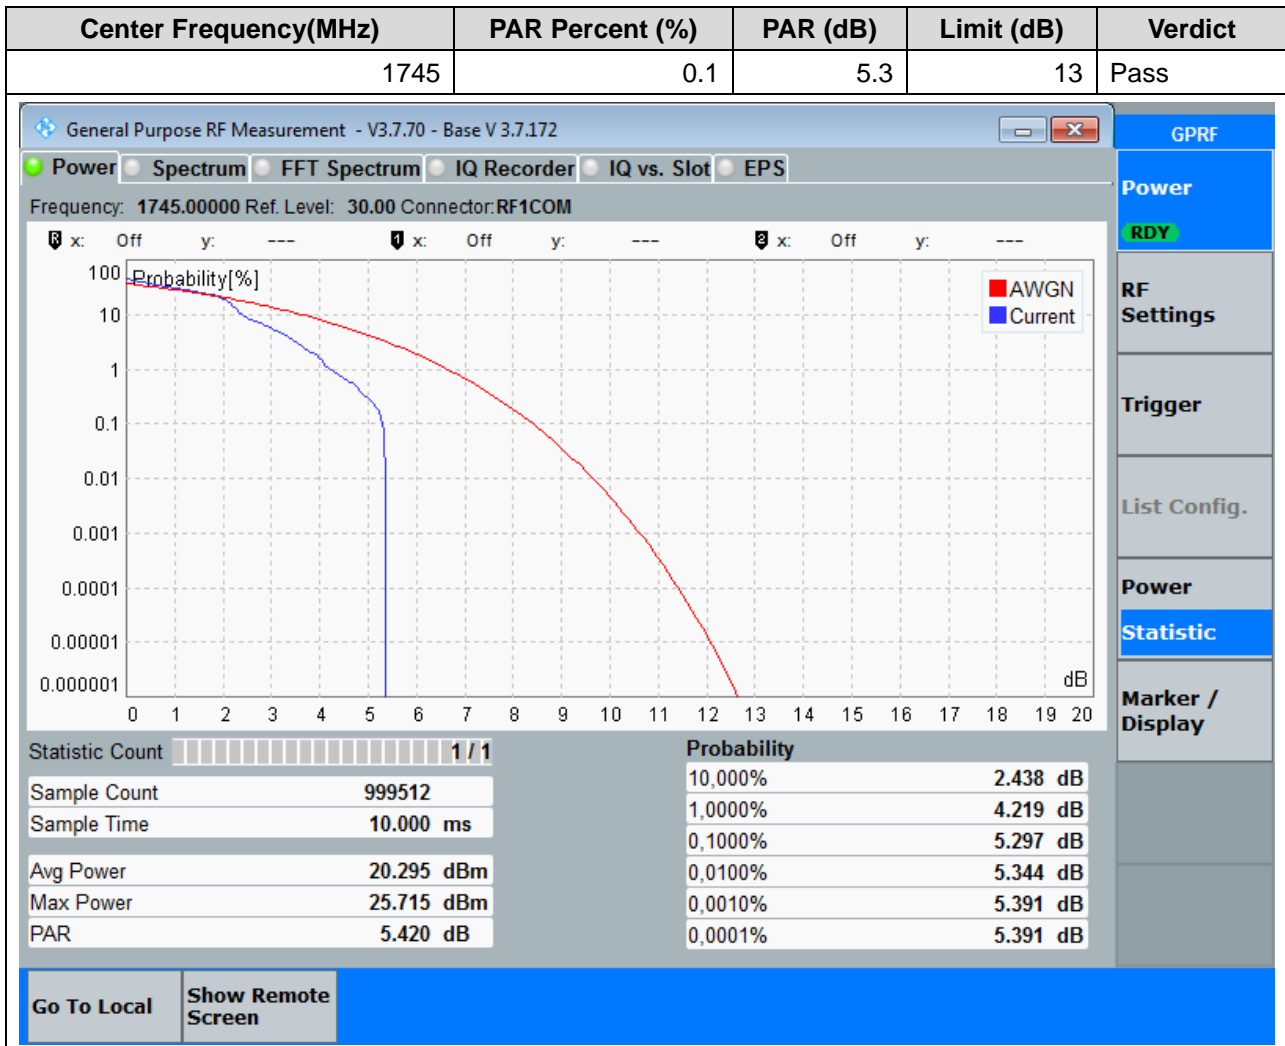 Center Frequency(MHz) PAR Percent (%) PAR (dB) Limit (dB) Verdict
1745 0.1 5.3 13 Pass
General Purpose RF Measurement - V3.7.70 - Base V 3.7.172
GPRF
Power Spectrum FFT Spectrum IQ Recorder IQ vs. Slot EPS
Frequency: 1745.00000 Ref. Level: 30.00 Connector: RF1COM
R x: Off y: --- 1 x: Off y: --- 2 x: Off y: ---
Probability[%]
AWGN
Current
100
10
1
0.1
0.01
0.001
0.0001
0.00001
0.000001
dB
0 1 2 3 4 5 6 7 8 9 10 11 12 13 14 15 16 17 18 19 20
Statistic Count 1 / 1
Sample Count 999512
Sample Time 10.000 ms
Avg Power 20.295 dBm
Max Power 25.715 dBm
PAR 5.420 dB
Probability
10,000% 2.438 dB
1,0000% 4.219 dB
0,1000% 5.297 dB
0,0100% 5.344 dB
0,0010% 5.391 dB
0,0001% 5.391 dB
Power
RDY
RF
Settings
Trigger
List Config.
Power
Statistic
Marker /
Display
Go To Local
Show Remote
Screen